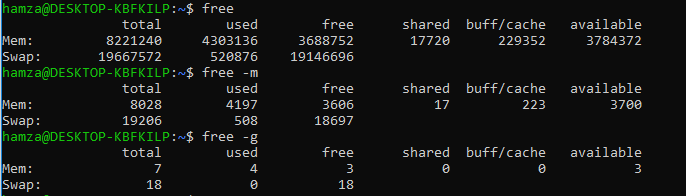 hamza@DESKTOP-KBFKILP:~$ free
total used free shared buff/cache available
Mem: 8221240 4303136 3688752 17720 229352 3784372
Swap: 19667572 520876 19146696
hamza@DESKTOP-KBFKILP:~$ free -m
total used free shared buff/cache available
Mem: 8028 4197 3606 17 223 3700
Swap: 19206 508 18697
hamza@DESKTOP-KBFKILP:~$ free -g
total used free shared buff/cache available
Mem: 7 4 3 0 0 3
Swap: 18 0 18